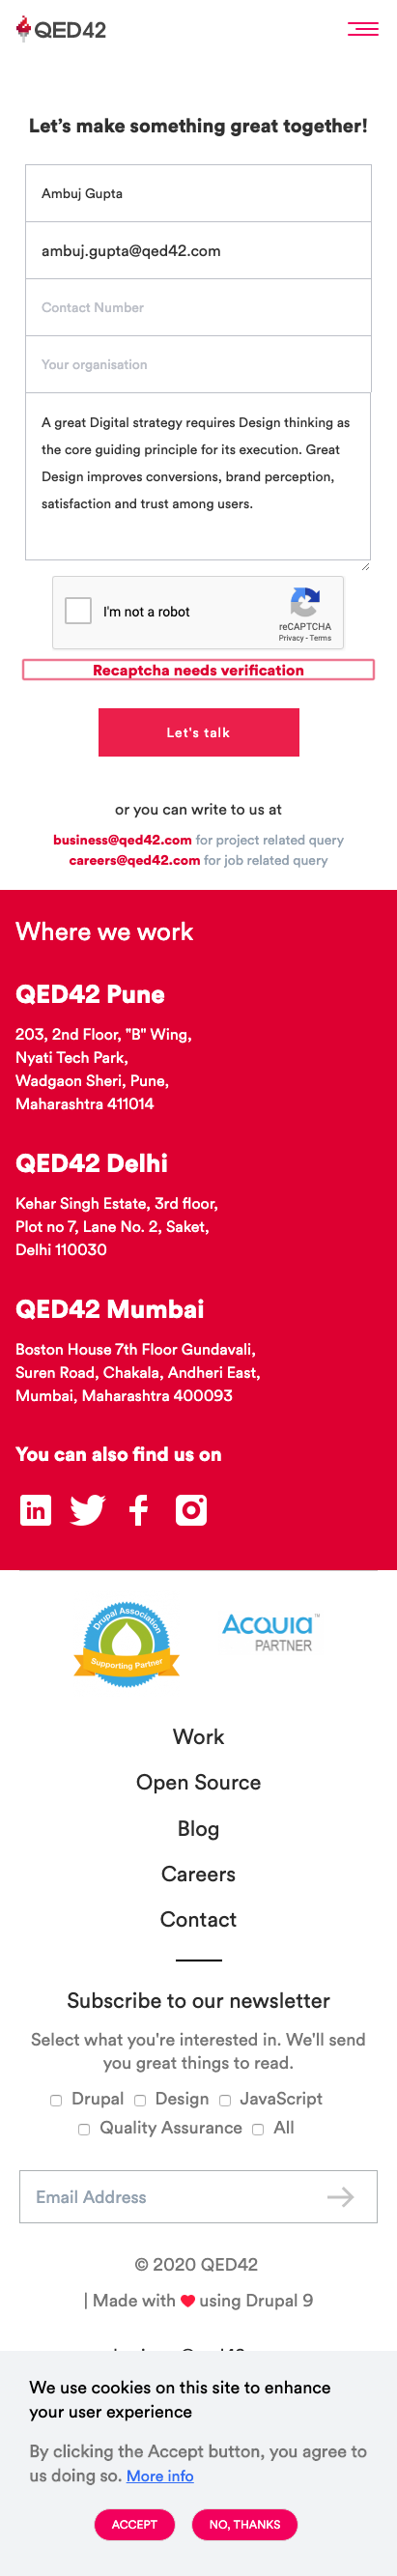 QED42
Let’s make something great together!
Ambuj Gupta
ambuj.gupta@qed42.com
Contact Number
Your organisation
A great Digital strategy requires Design thinking as
the core guiding principle for its execution. Great
Design improves conversions, brand perception,
satisfaction and trust among users.
I'm not a robot
reCAPTCHA
Privacy - Terms
Recaptcha needs verification
Let's talk
or you can write to us at
business@qed42.com for project related query
careers@qed42.com for job related query
Where we work
QED42 Pune
203, 2nd Floor, "B" Wing,
Nyati Tech Park,
Wadgaon Sheri, Pune,
Maharashtra 411014
QED42 Delhi
Kehar Singh Estate, 3rd floor,
Plot no 7, Lane No. 2, Saket,
Delhi 110030
QED42 Mumbai
Boston House 7th Floor Gundavali,
Suren Road, Chakala, Andheri East,
Mumbai, Maharashtra 400093
You can also find us on
Drupal Association
Supporting Partner
ACQUIA
PARTNER
Work
Open Source
Blog
Careers
Contact
Subscribe to our newsletter
Select what you're interested in. We'll send
you great things to read.
Drupal Design JavaScript
Quality Assurance All
Email Address
© 2020 QED42
| Made with ❤ using Drupal 9
We use cookies on this site to enhance
your user experience
By clicking the Accept button, you agree to
us doing so. More info
ACCEPT NO, THANKS